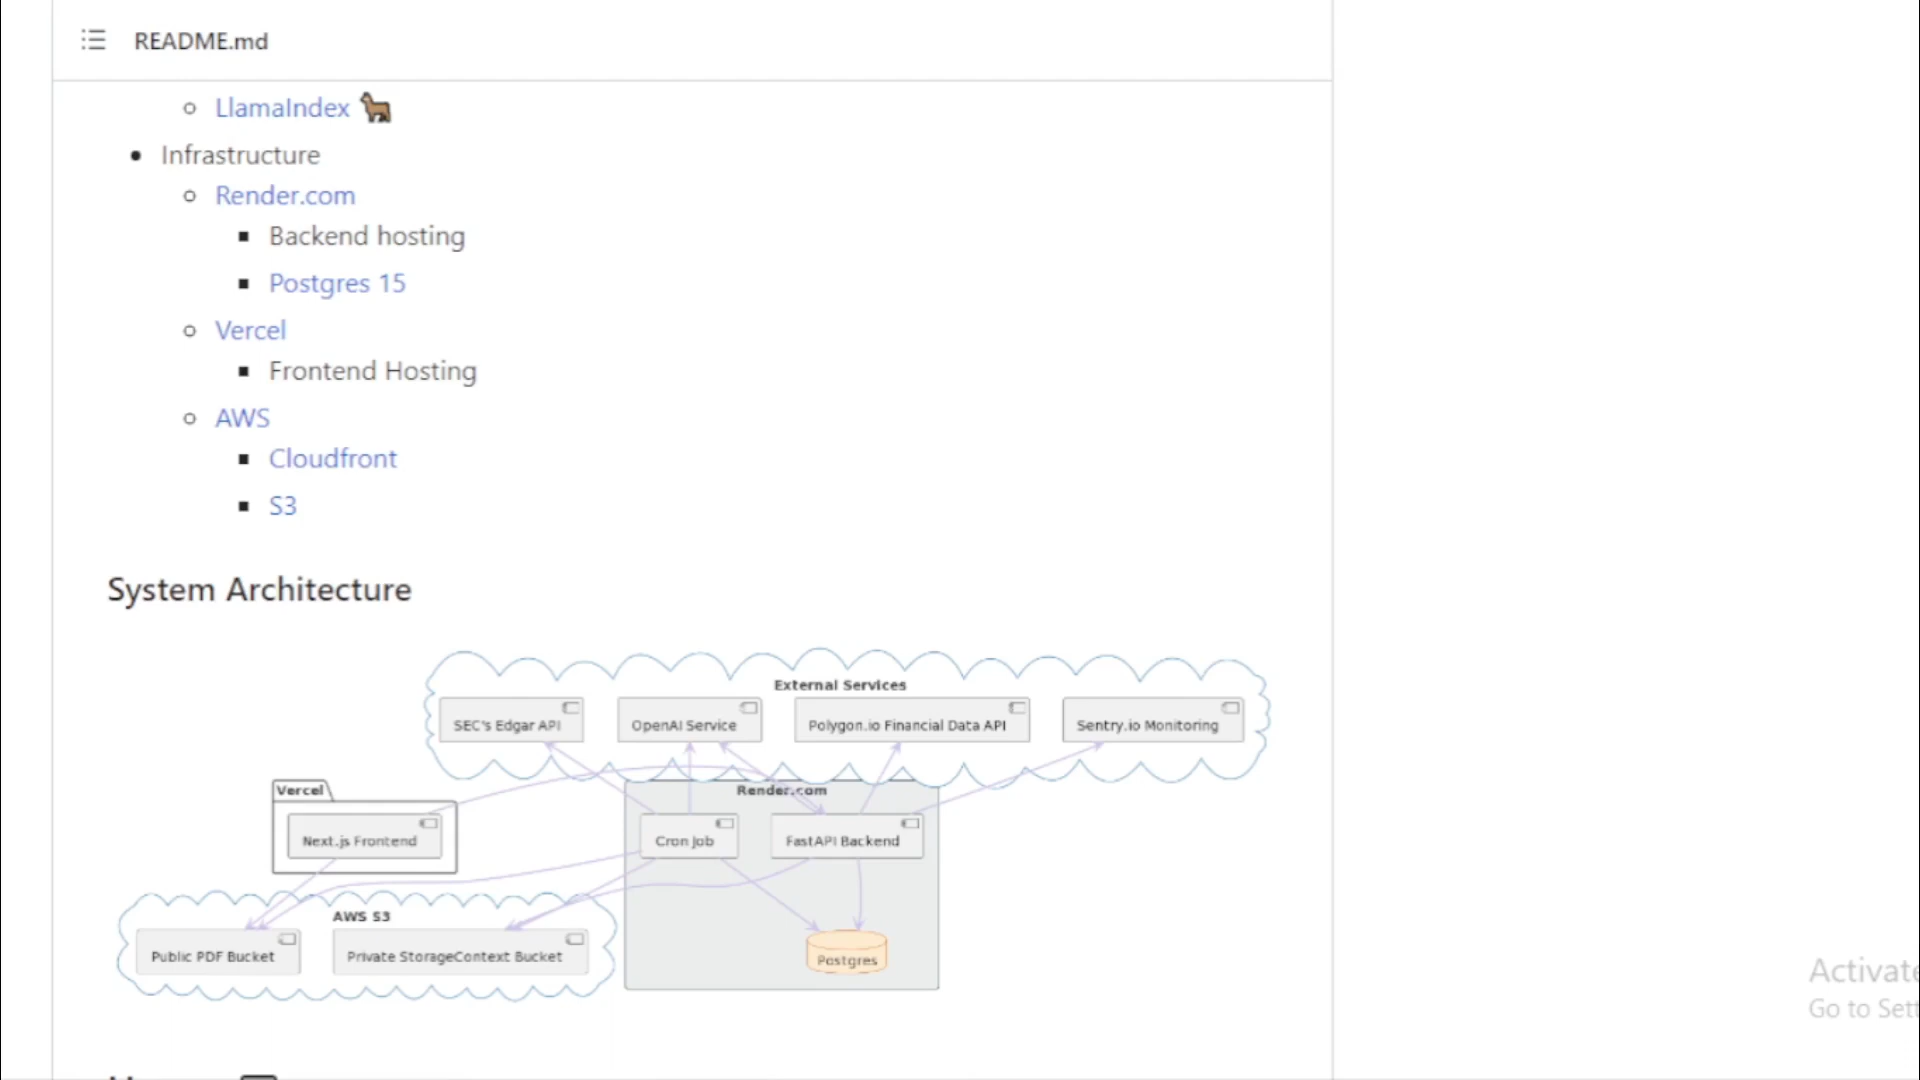 README.md
LlamaIndex
Infrastructure
Render.com
Backend hosting
Postgres 15
Vercel
Frontend Hosting
AWS
Cloudfront
S3
System Architecture
External Services
SEC's Edgar API
OpenAI Service
Polygon.io Financial Data API
Sentry.io Monitoring
Vercel
Render.com
Next.js Frontend
Cron Job
FastAPI Backend
AWS S3
Public PDF Bucket
Private StorageContext Bucket
Postgres
Activate
Go to Sett